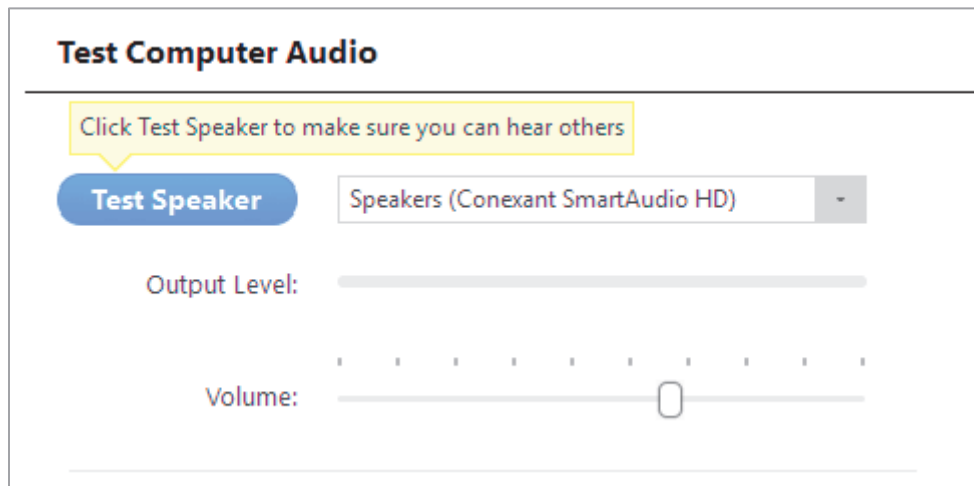 Test Computer Audio
Click Test Speaker to make sure you can hear others
Test Speaker
Speakers (Conexant SmartAudio HD)
Output Level:
Volume: